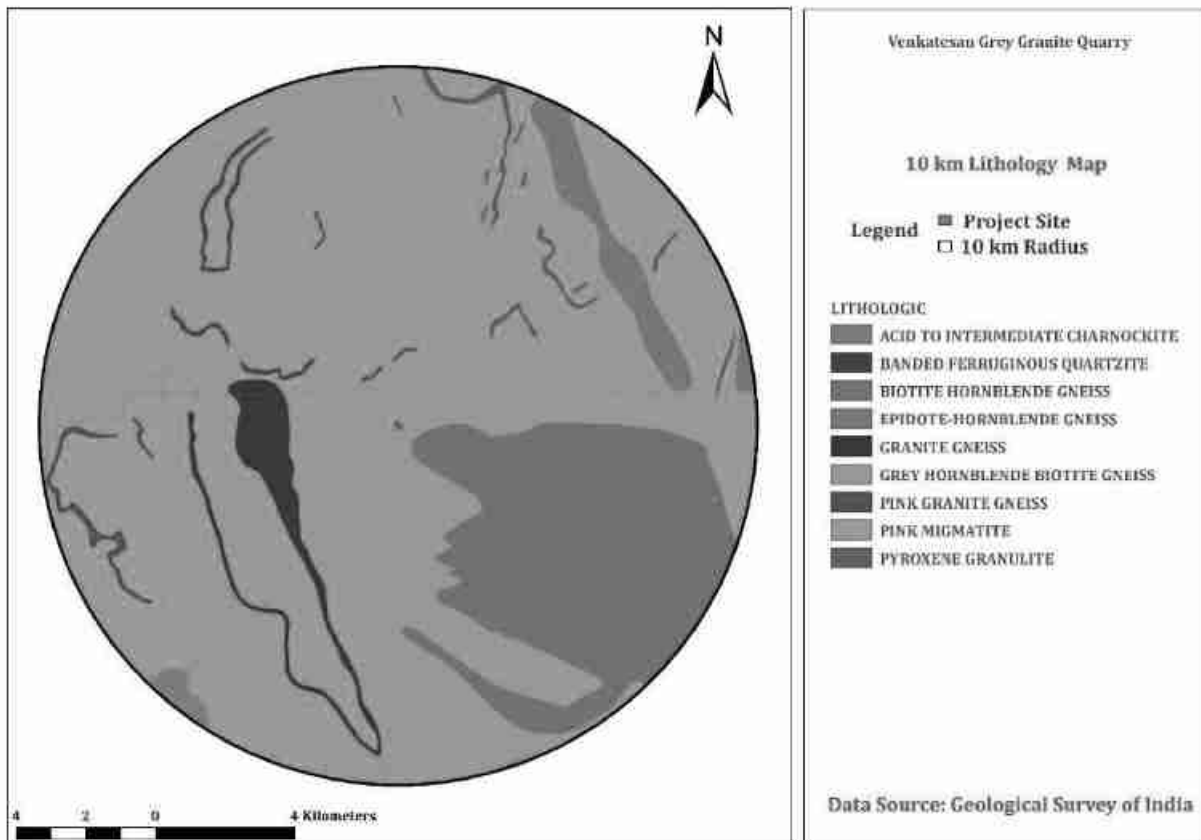 N
4 2 0 4 Kilometers
Venkatesan Grey Granite Quarry
10 km Lithology Map
Legend Project Site
10 km Radius
LITHOLOGIC
ACID TO INTERMEDIATE CHARNOCKITE
BANDED FERRUGINOUS QUARTZITE
BIOTITE HORNBLENDE GNEISS
EPIDOTE-HORNBLENDE GNEISS
GRANITE GNEISS
GREY HORNBLENDE BIOTITE GNEISS
PINK GRANITE GNEISS
PINK MIGMATITE
PYROXENE GRANULITE
Data Source: Geological Survey of India